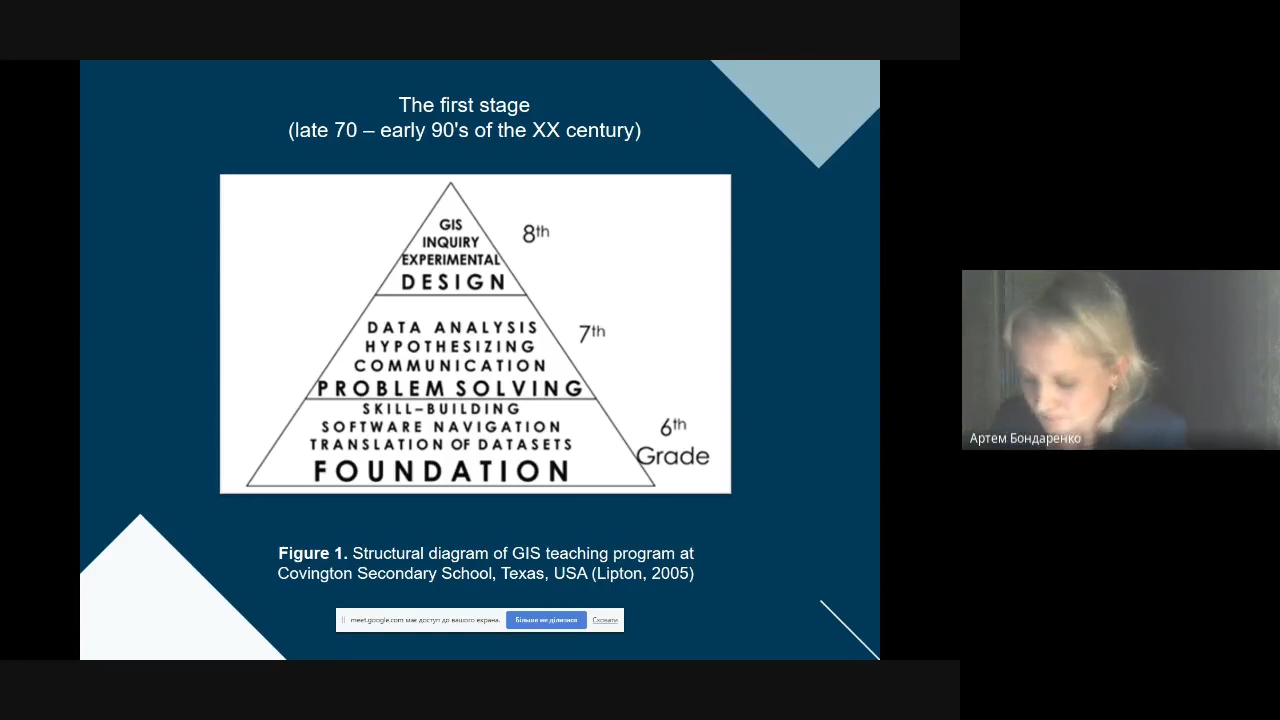 The first stage
(late 70 – early 90's of the XX century)
GIS
INQUIRY
EXPERIMENTAL
DESIGN
8th
DATA ANALYSIS
HYPOTHESIZING
COMMUNICATION
PROBLEM SOLVING
7th
SKILL–BUILDING
SOFTWARE NAVIGATION
TRANSLATION OF DATASETS
FOUNDATION
6th
Grade
Figure 1. Structural diagram of GIS teaching program at
Covington Secondary School, Texas, USA (Lipton, 2005)
meet.google.com має доступ до вашого екрана. Більше не ділитися Сховати
Артем Бондаренко